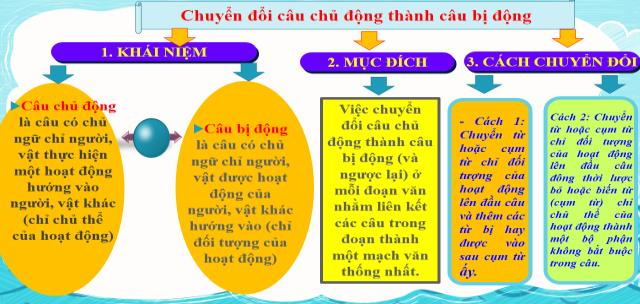 Chuyển đổi câu chủ động thành câu bị động
1. KHÁI NIỆM
2. MỤC ĐÍCH
3. CÁCH CHUYỂN ĐỔI
Câu chủ động
là câu có chủ
ngữ chỉ người,
vật thực hiện
một hoạt động
hướng vào
người, vật khác
(chỉ chủ thể
của hoạt động)
Câu bị động
là câu có chủ
ngữ chỉ người,
vật được hoạt
động của
người, vật khác
hướng vào (chỉ
đối tượng của
hoạt động)
Việc chuyển
đổi câu chủ
động thành câu
bị động (và
ngược lại) ở
mỗi đoạn văn
nhằm liên kết
các câu trong
đoạn thành
một mạch văn
thống nhất.
- Cách 1:
Chuyển từ
hoặc cụm
từ chỉ đối
tượng của
hoạt động
lên đầu câu
và thêm các
từ bị hay
được vào
sau cụm từ
ấy.
Cách 2: Chuyển
từ hoặc cụm từ
chỉ đối tượng
của hoạt động
lên đầu câu
đồng thời lược
bỏ hoặc biến từ
(cụm từ) chỉ
chủ thể của
hoạt động thành
một bộ phận
không bắt buộc
trong câu.